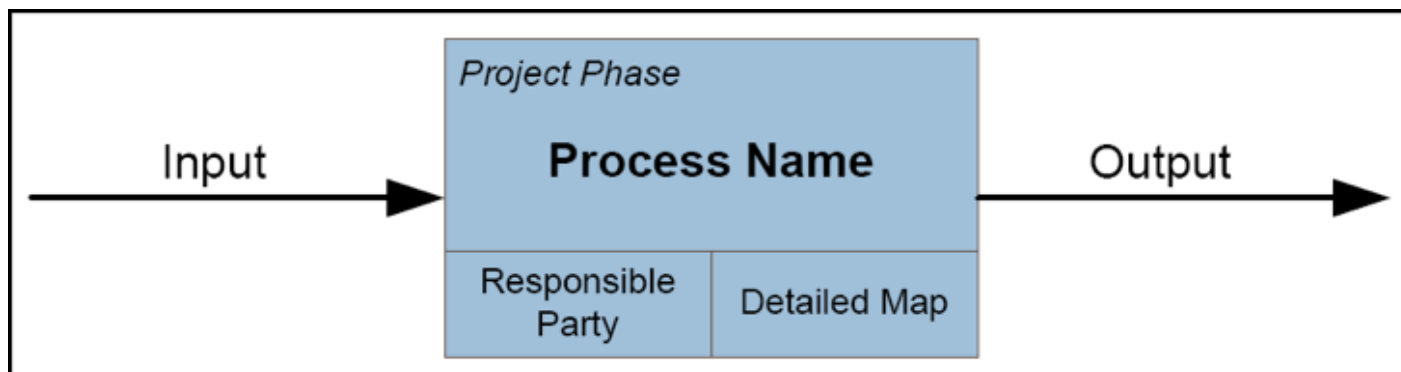 Project Phase
Input
Process Name
Output
Responsible
Party
Detailed Map